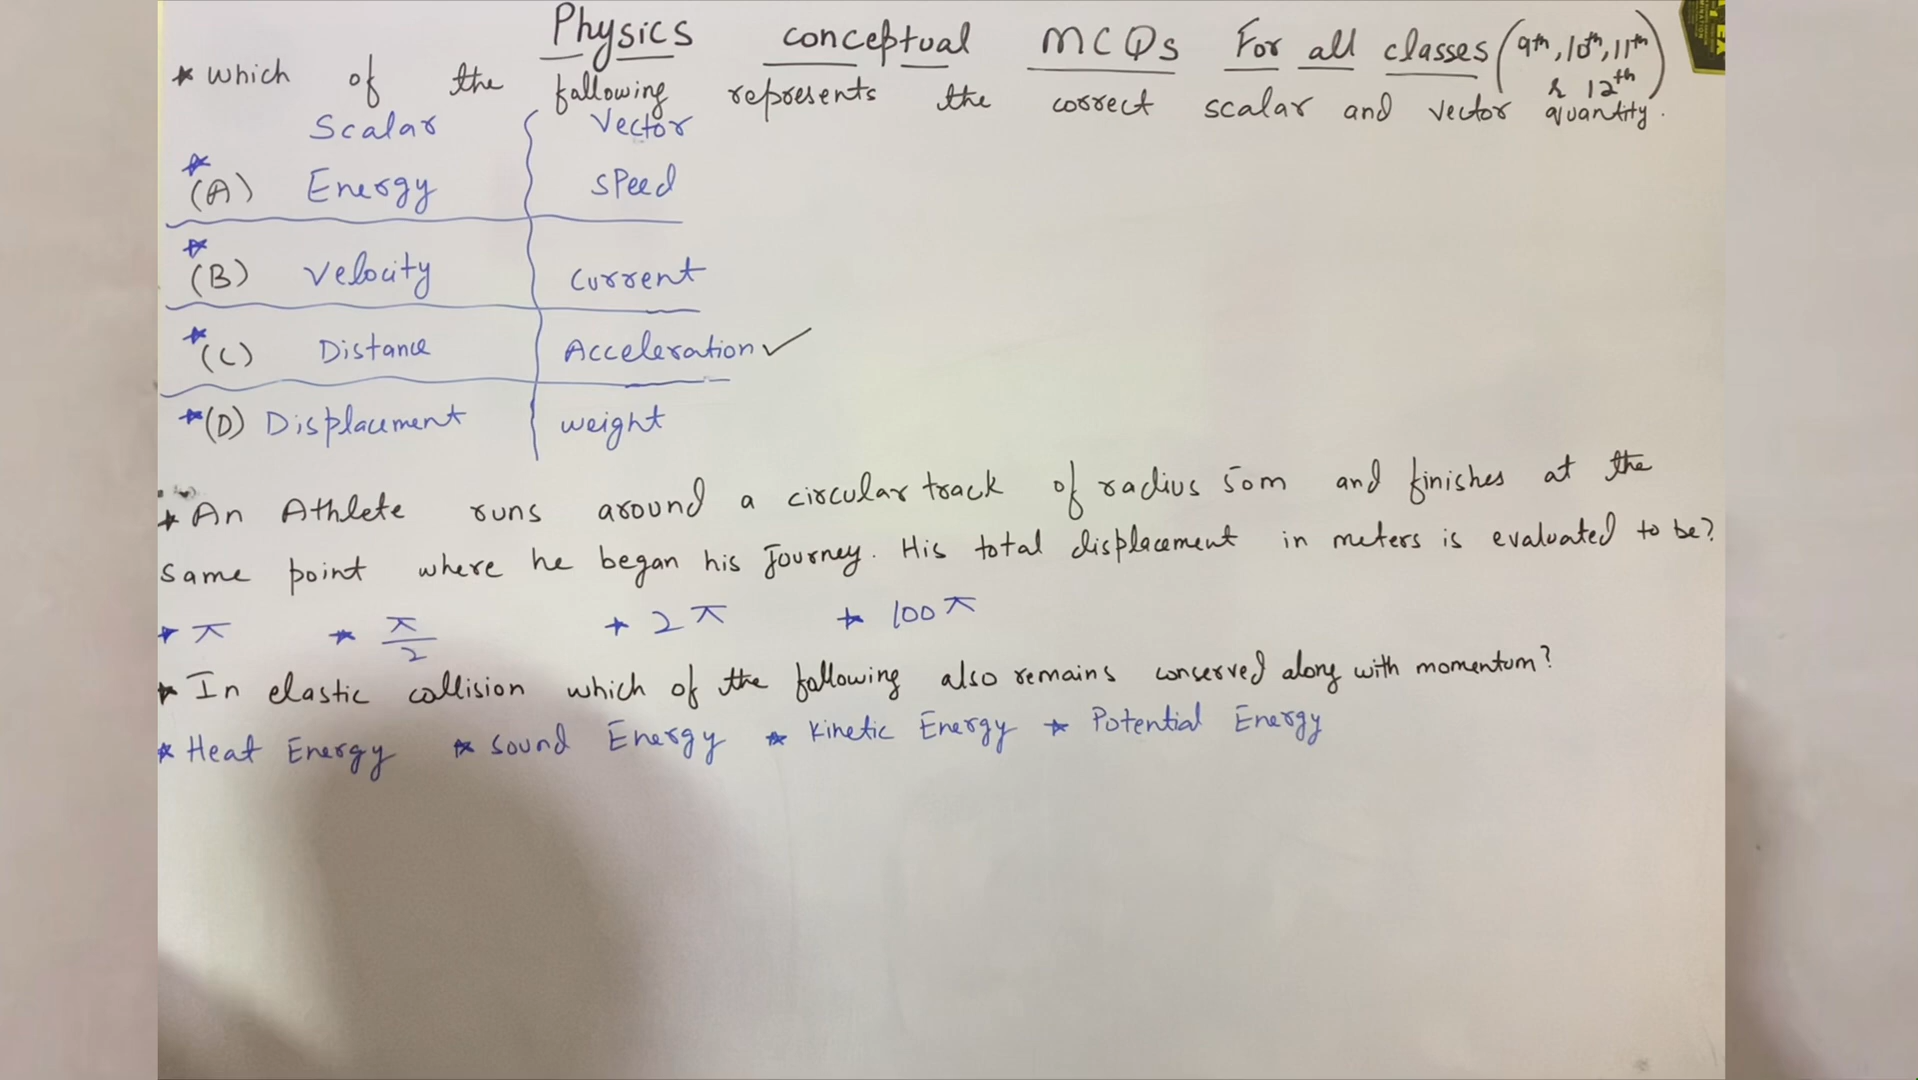 Physics conceptual MCQs For all classes (9th, 10th, 11th & 12th)
* which of the following represents the correct scalar and vector quantity.
Scalar Vector
* (A) Energy speed
* (B) Velocity Current
* (C) Distance Acceleration ✓
* (D) Displacement weight
* An Athlete runs around a circular track of radius 50m and finishes at the
same point where he began his Journey. His total displacement in meters is evaluated to be?
* π * π/2 * 2π * 100π
* In elastic collision which of the following also remains conserved along with momentum?
* Heat Energy * Sound Energy * Kinetic Energy * Potential Energy